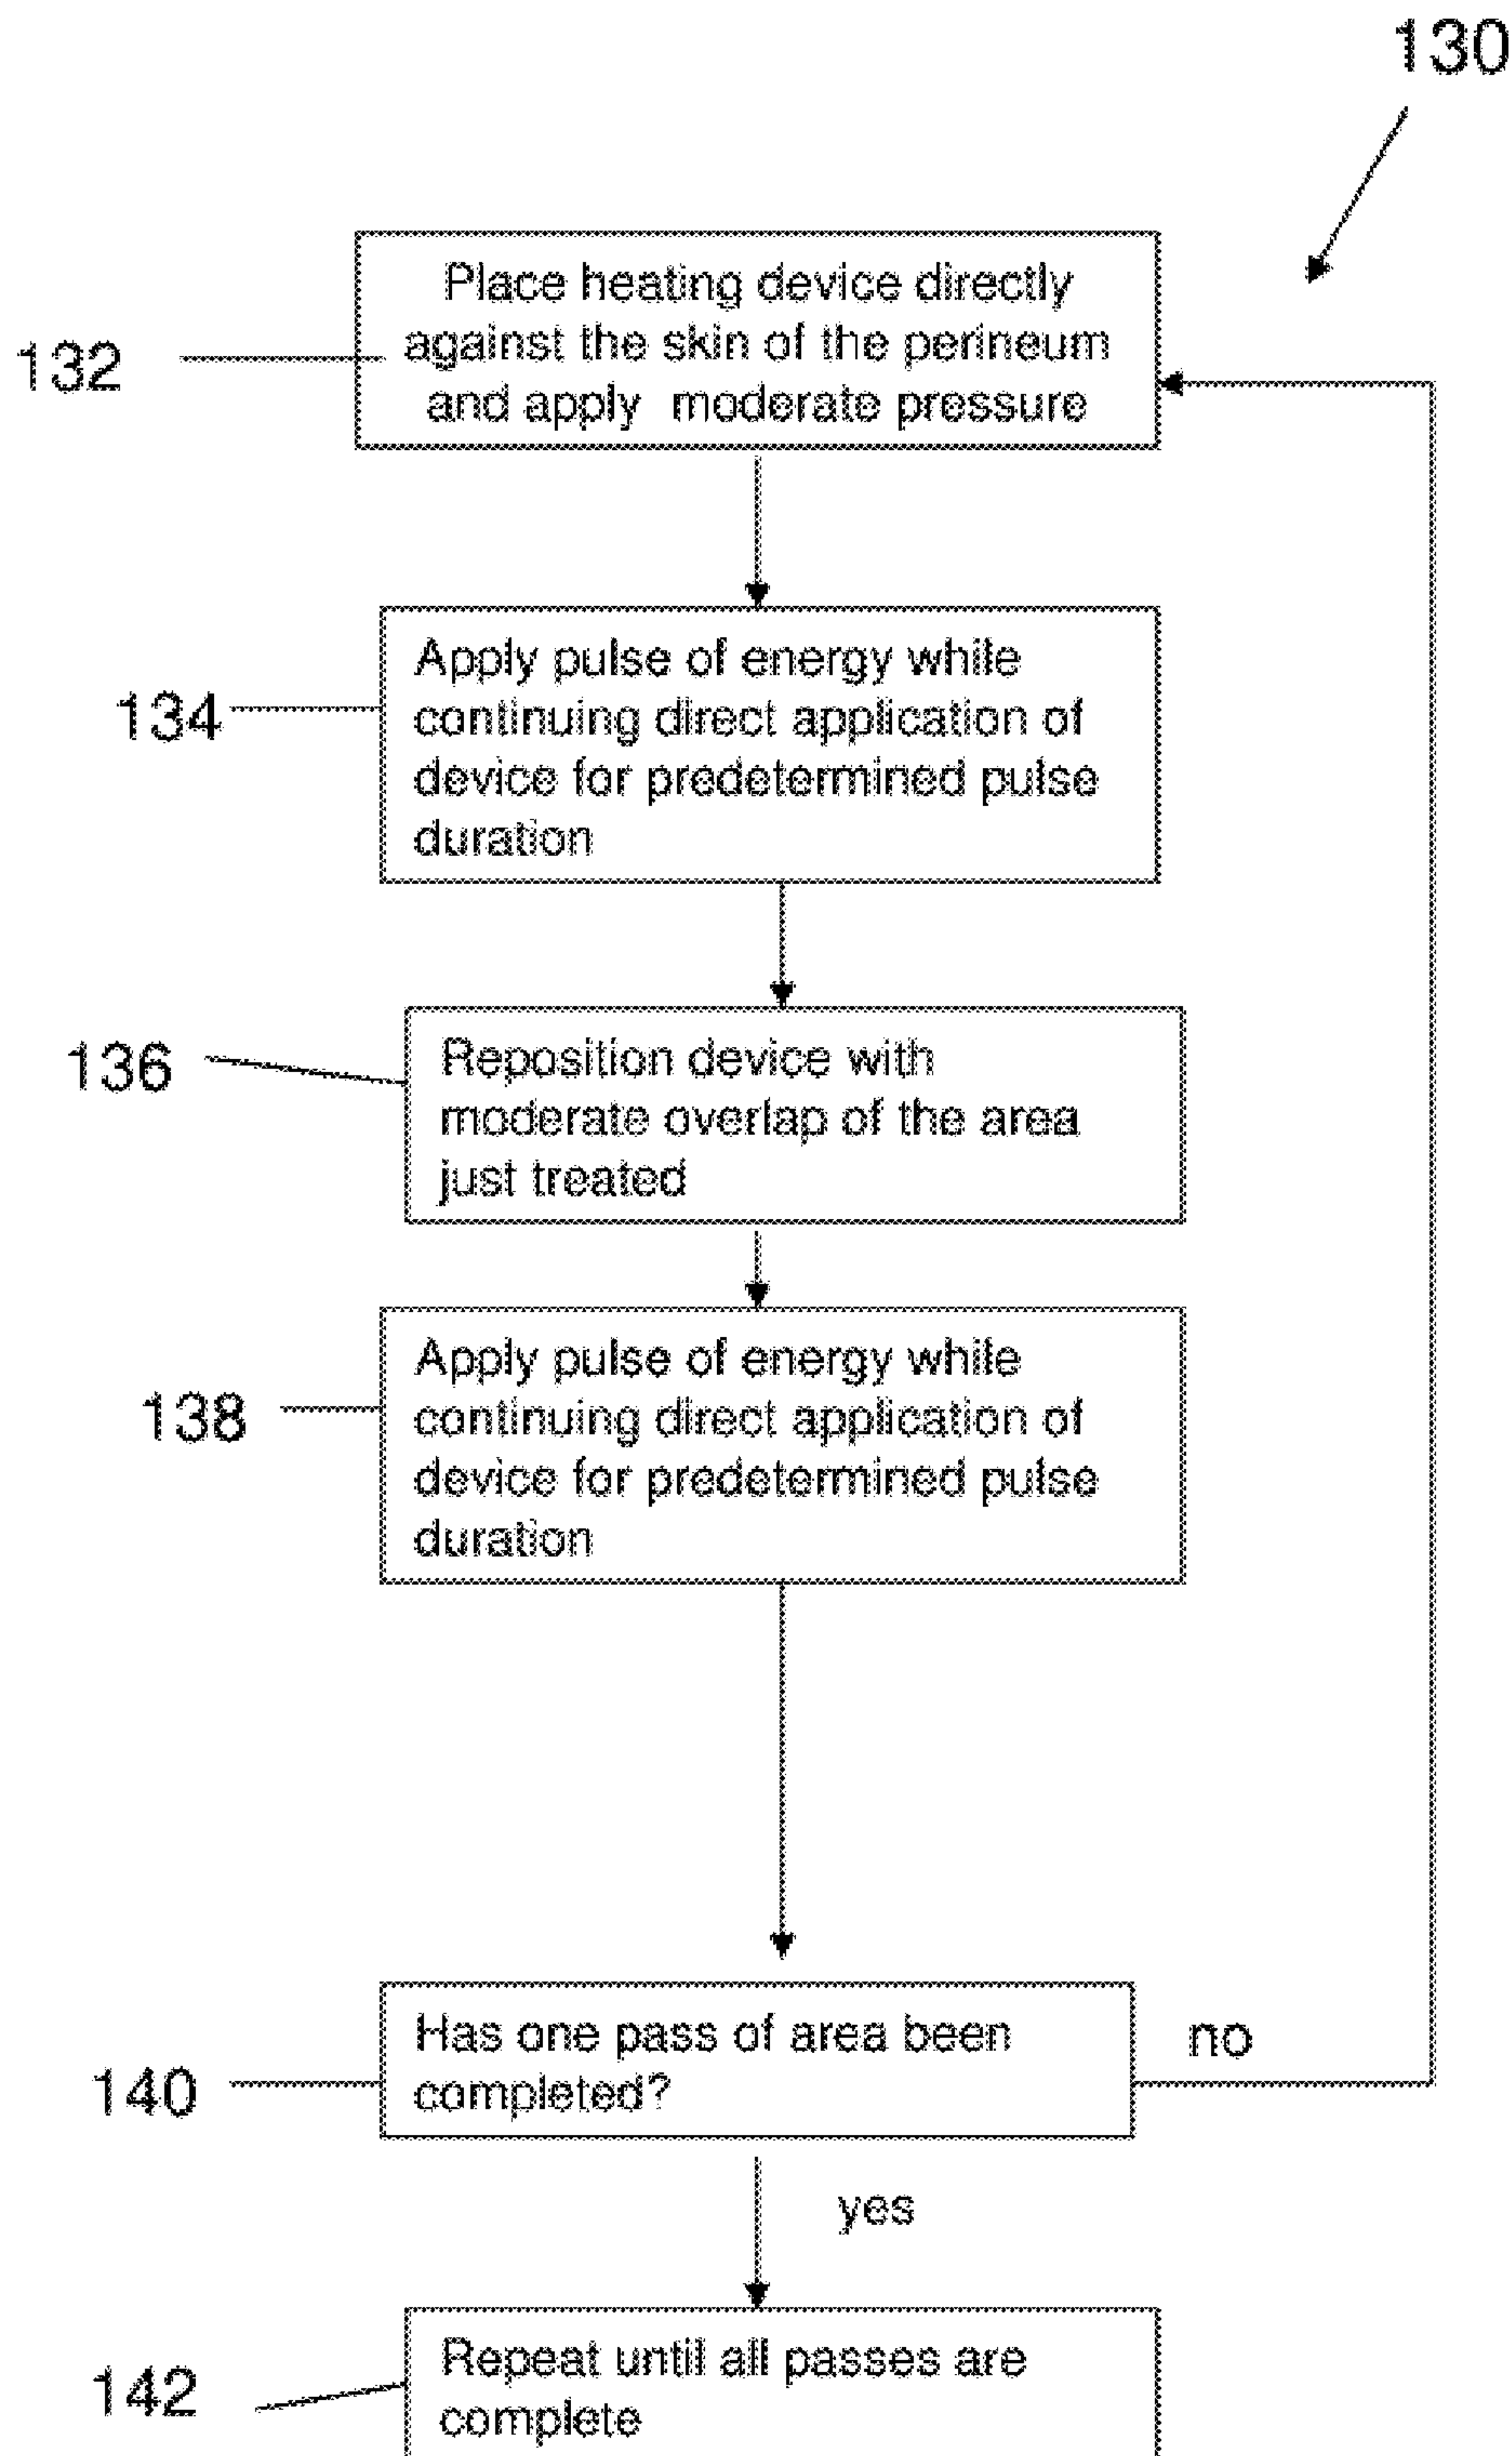 130
132
Place heating device directly
against the skin of the perineum
and apply moderate pressure
134
Apply pulse of energy while
continuing direct application of
device for predetermined pulse
duration
136
Reposition device with
moderate overlap of the area
just treated
138
Apply pulse of energy while
continuing direct application of
device for predetermined pulse
duration
140
Has one pass of area been
completed?
no
yes
142
Repeat until all passes are
complete